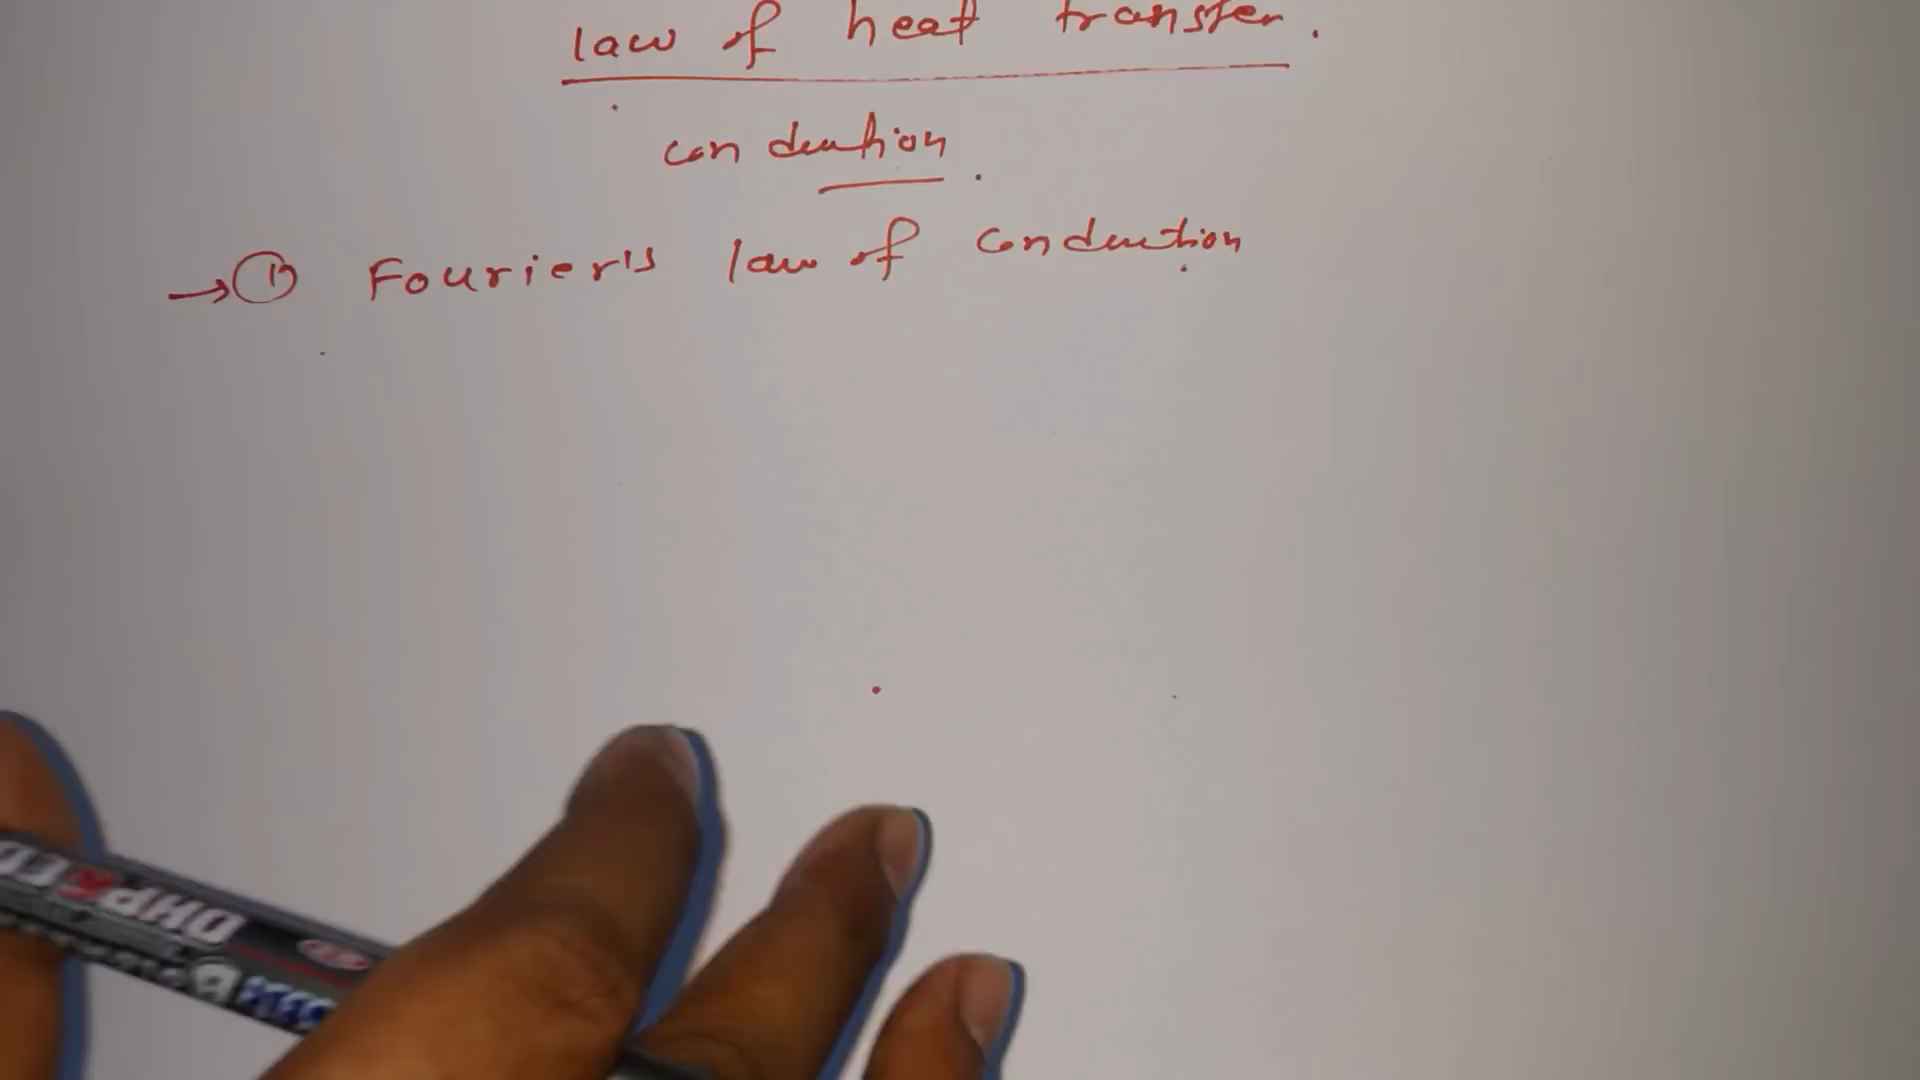 law of heat transfer.
conduction.
→ ① Fourier's law of conduction